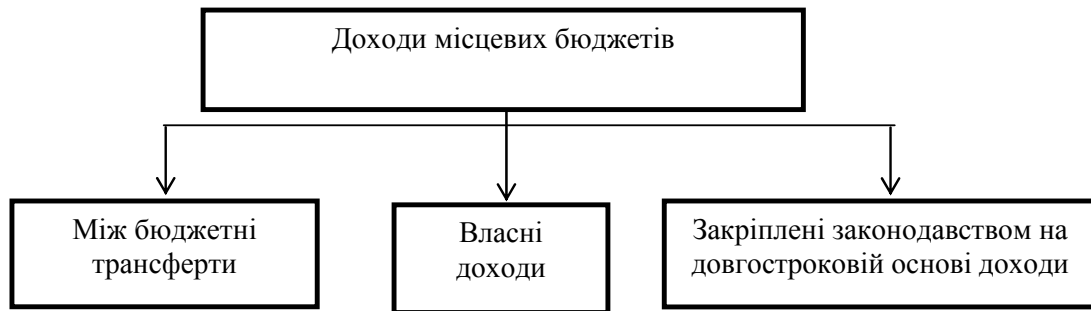 Доходи місцевих бюджетів
Між бюджетні
трансферти
Власні
доходи
Закріплені законодавством на
довгостроковій основі доходи